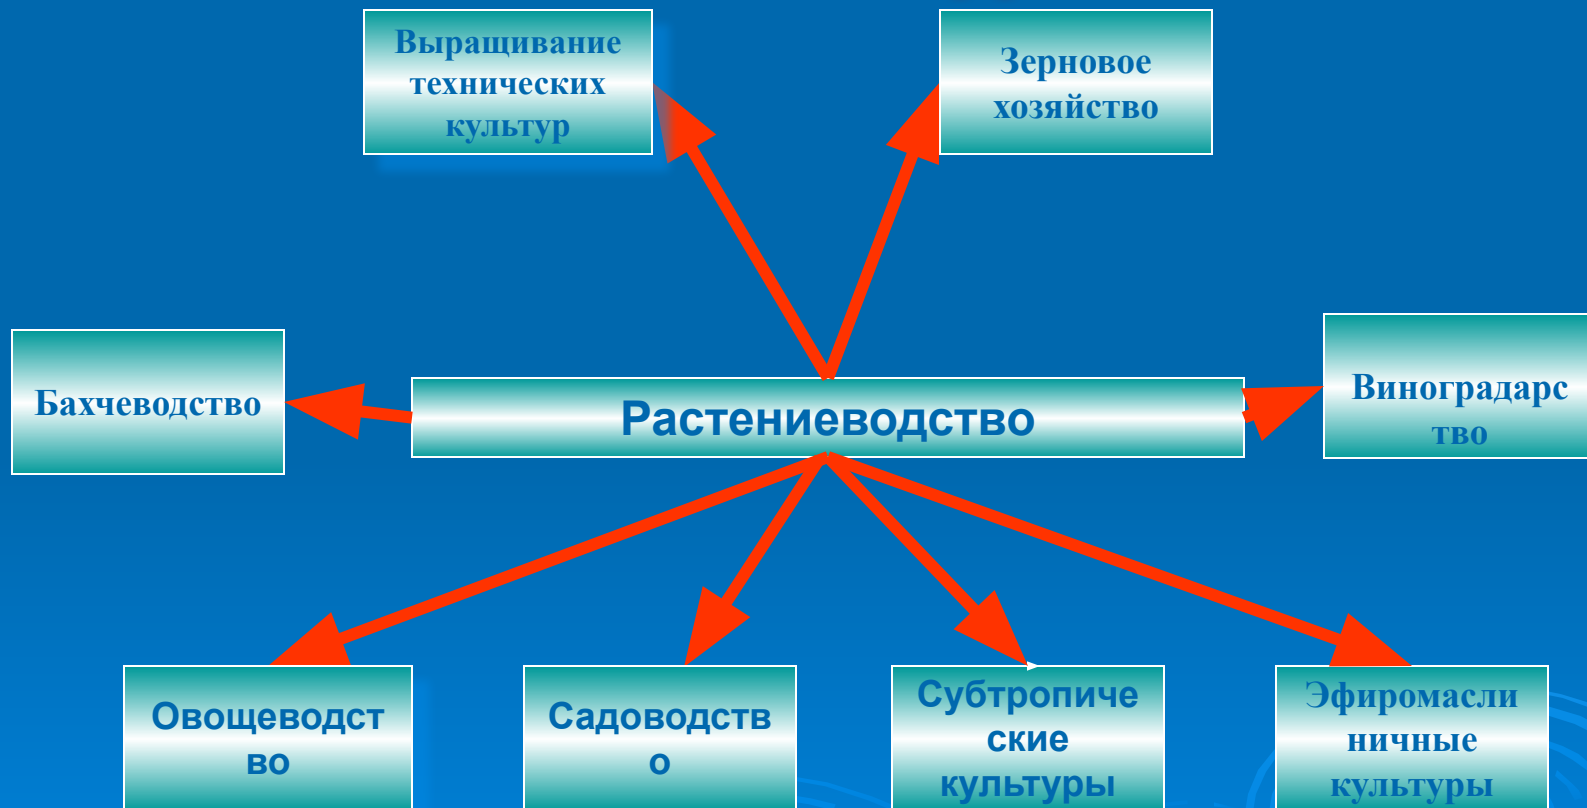 Выращивание
технических
культур
Зерновое
хозяйство
Бахчеводство
Растениеводство
Виноградарс
тво
Овощеводст
во
Садоводств
о
Субтропиче
ские
культуры
Эфиромасли
ничные
культуры